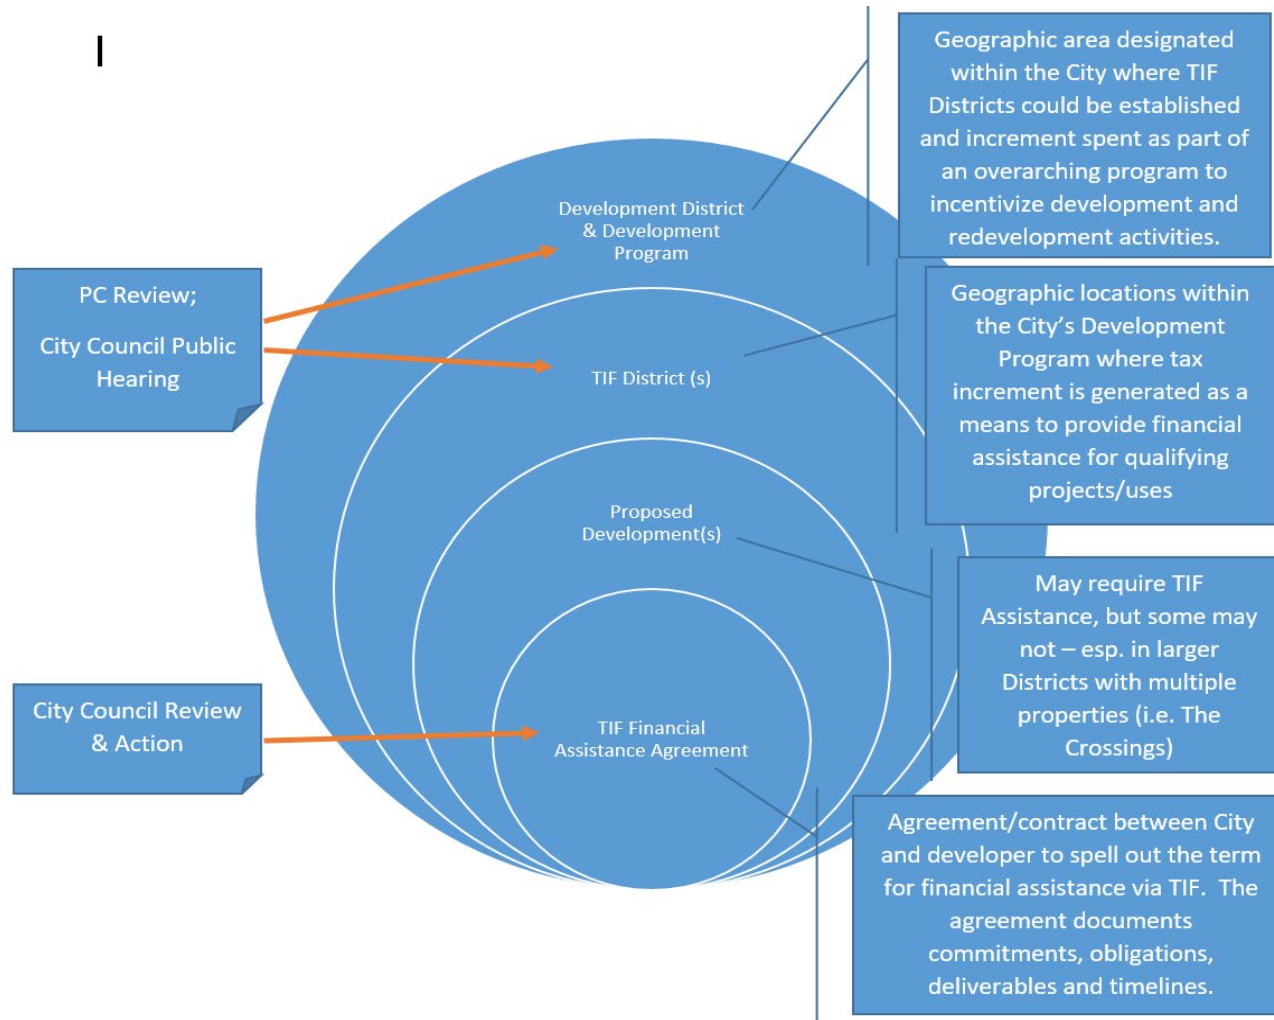 Geographic area designated
within the City where TIF
Districts could be established
and increment spent as part of
an overarching program to
incentivize development and
redevelopment activities.
Development District
& Development
Program
PC Review;
City Council Public
Hearing
Geographic locations within
the City’s Development
Program where tax
increment is generated as a
means to provide financial
assistance for qualifying
projects/uses
TIF District (s)
Proposed
Development(s)
May require TIF
Assistance, but some may
not – esp. in larger
Districts with multiple
properties (i.e. The
Crossings)
City Council Review
& Action
TIF Financial
Assistance Agreement
Agreement/contract between City
and developer to spell out the term
for financial assistance via TIF.  The
agreement documents
commitments, obligations,
deliverables and timelines.